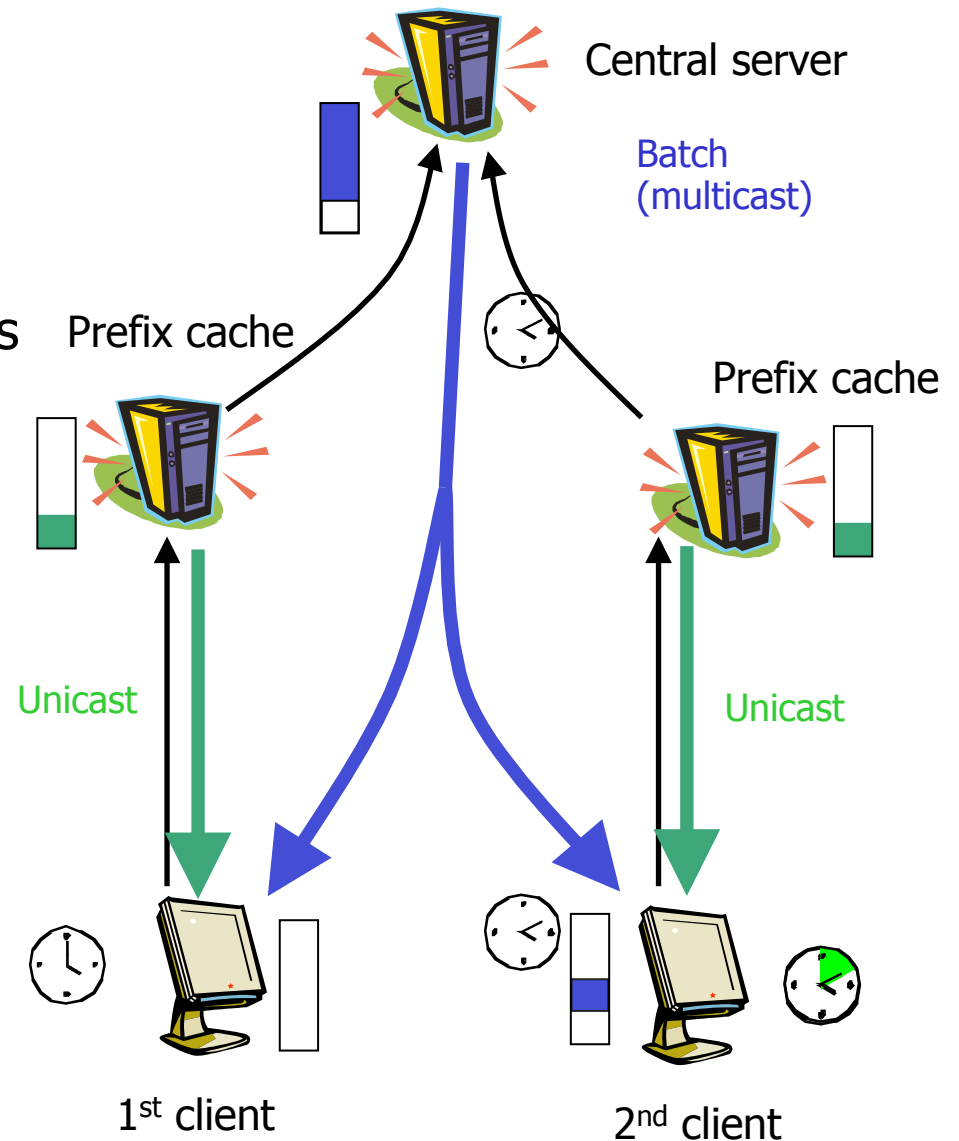 Central server
Batch
(multicast)
s
Prefix cache
Prefix cache
Unicast
Unicast
1st client
2nd client